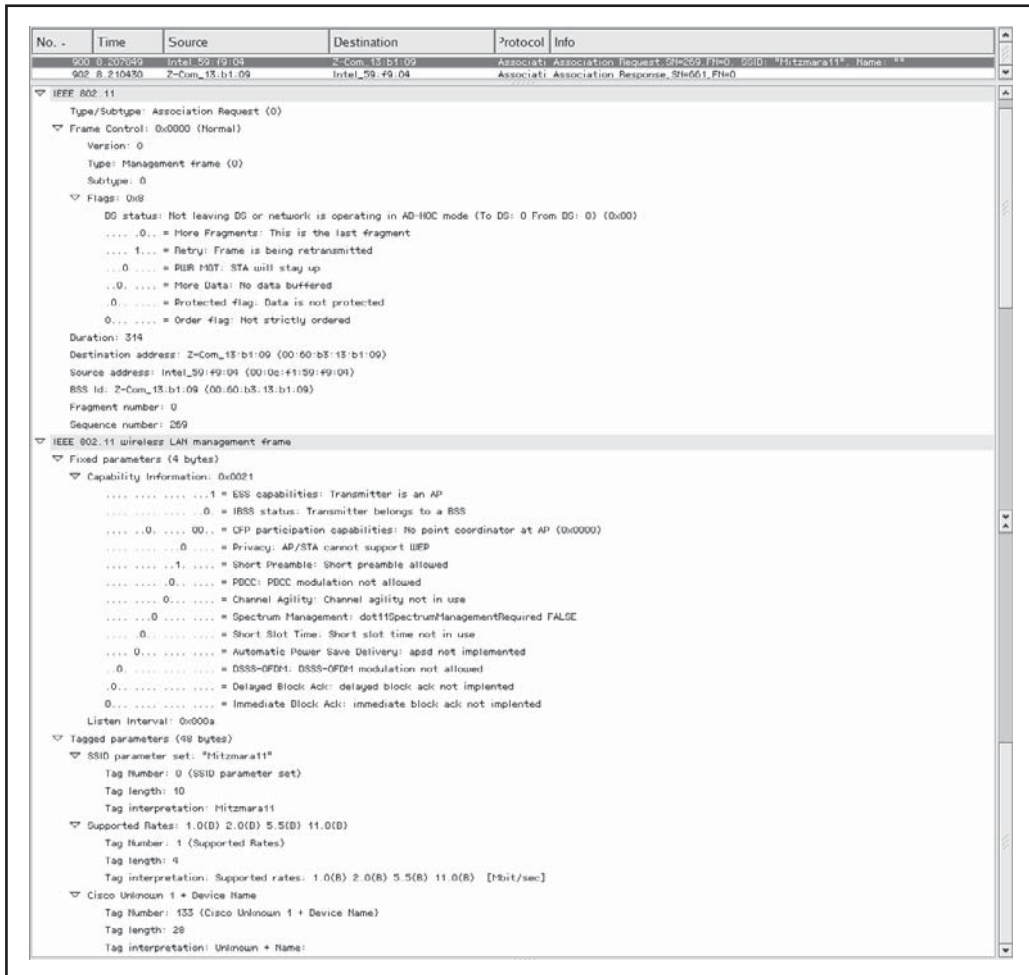 No. - Time Source Destination Protocol Info
900 8.207849 Intel_59:f9:04 Z-Com_13:b1:09 Associati Association Request,SN=269,FN=0, SSID: "Mitzmara11", Name: ""
902 8.210430 Z-Com_13:b1:09 Intel_59:f9:04 Associati Association Response,SN=661,FN=0
IEEE 802.11
Type/Subtype: Association Request (0)
Frame Control: 0x0000 (Normal)
Version: 0
Type: Management frame (0)
Subtype: 0
Flags: 0x8
DS status: Not leaving DS or network is operating in AD-HOC mode (To DS: 0 From DS: 0) (0x00)
.... .0.. = More Fragments: This is the last fragment
.... 1... = Retry: Frame is being retransmitted
...0 .... = PWR MGT: STA will stay up
..0. .... = More Data: No data buffered
.0.. .... = Protected flag: Data is not protected
0... .... = Order flag: Not strictly ordered
Duration: 314
Destination address: Z-Com_13:b1:09 (00:60:b3:13:b1:09)
Source address: Intel_59:f9:04 (00:0c:f1:59:f9:04)
BSS Id: Z-Com_13:b1:09 (00:60:b3:13:b1:09)
Fragment number: 0
Sequence number: 269
IEEE 802.11 wireless LAN management frame
Fixed parameters (4 bytes)
Capability Information: 0x0021
.... .... .... ...1 = ESS capabilities: Transmitter is an AP
.... .... .... ..0. = IBSS status: Transmitter belongs to a BSS
.... ..0. .... 00.. = CFP participation capabilities: No point coordinator at AP (0x0000)
.... .... ...0 .... = Privacy: AP/STA cannot support WEP
.... .... ..1. .... = Short Preamble: Short preamble allowed
.... .... .0.. .... = PBCC: PBCC modulation not allowed
.... .... 0... .... = Channel Agility: Channel agility not in use
.... ...0 .... .... = Spectrum Management: dot11SpectrumManagementRequired FALSE
.... .0.. .... .... = Short Slot Time: Short slot time not in use
.... 0... .... .... = Automatic Power Save Delivery: apsd not implemented
..0. .... .... .... = DSSS-OFDM: DSSS-OFDM modulation not allowed
.0.. .... .... .... = Delayed Block Ack: delayed block ack not implented
0... .... .... .... = Immediate Block Ack: immediate block ack not implented
Listen Interval: 0x000a
Tagged parameters (48 bytes)
SSID parameter set: "Mitzmara11"
Tag Number: 0 (SSID parameter set)
Tag length: 10
Tag interpretation: Mitzmara11
Supported Rates: 1.0(B) 2.0(B) 5.5(B) 11.0(B)
Tag Number: 1 (Supported Rates)
Tag length: 4
Tag interpretation: Supported rates: 1.0(B) 2.0(B) 5.5(B) 11.0(B) [Mbit/sec]
Cisco Unknown 1 + Device Name
Tag Number: 133 (Cisco Unknown 1 + Device Name)
Tag length: 28
Tag interpretation: Unknown + Name: